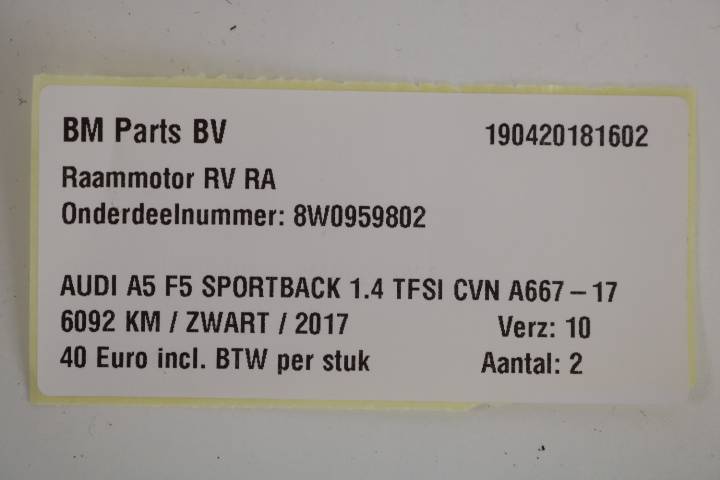 BM Parts BV 190420181602
Raammotor RV RA
Onderdeelnummer: 8W0959802
AUDI A5 F5 SPORTBACK 1.4 TFSI CVN A667 – 17
6092 KM / ZWART / 2017 Verz: 10
40 Euro incl. BTW per stuk Aantal: 2